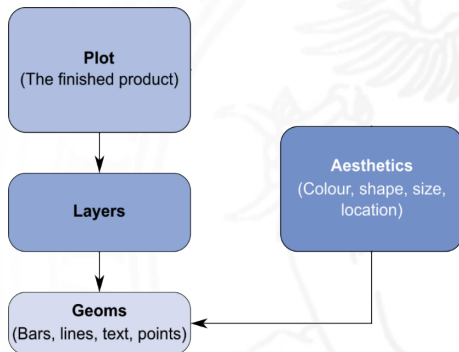 Plot
(The finished product)
Layers
Geoms
(Bars, lines, text, points)
Aesthetics
(Colour, shape, size,
location)